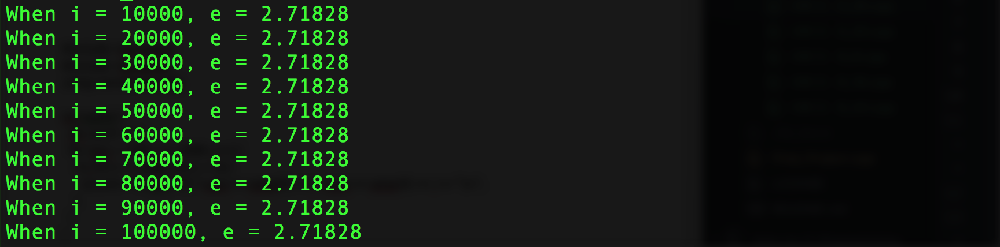 When i = 10000, e = 2.71828
When i = 20000, e = 2.71828
When i = 30000, e = 2.71828
When i = 40000, e = 2.71828
When i = 50000, e = 2.71828
When i = 60000, e = 2.71828
When i = 70000, e = 2.71828
When i = 80000, e = 2.71828
When i = 90000, e = 2.71828
When i = 100000, e = 2.71828